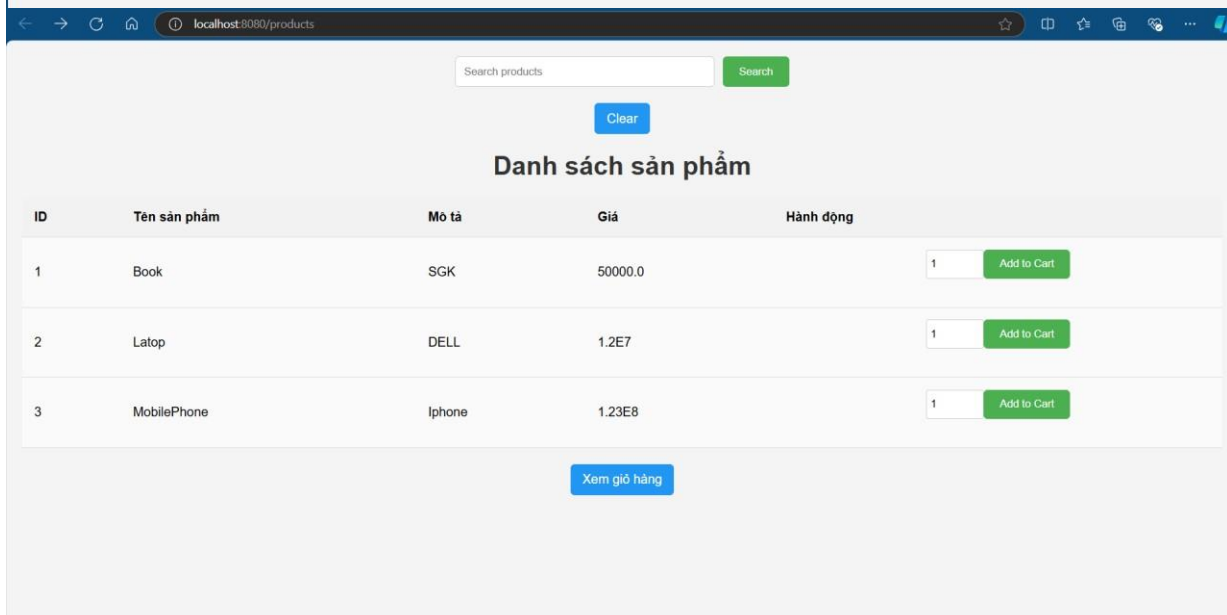 localhost:8080/products
Search products Search
Clear
Danh sách sản phẩm
ID Tên sản phẩm Mô tả Giá Hành động
1 Book SGK 50000.0 1 Add to Cart
2 Latop DELL 1.2E7 1 Add to Cart
3 MobilePhone Iphone 1.23E8 1 Add to Cart
Xem giỏ hàng